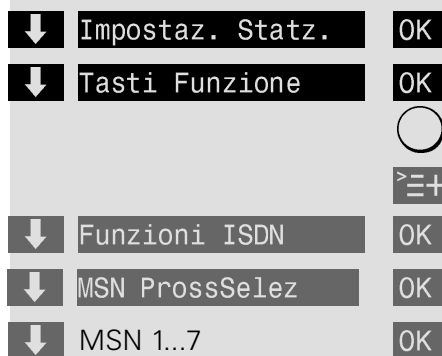 Impostaz. Statz. OK
Tasti Funzione OK
>≡+
Funzioni ISDN OK
MSN ProssSelez OK
MSN 1...7 OK